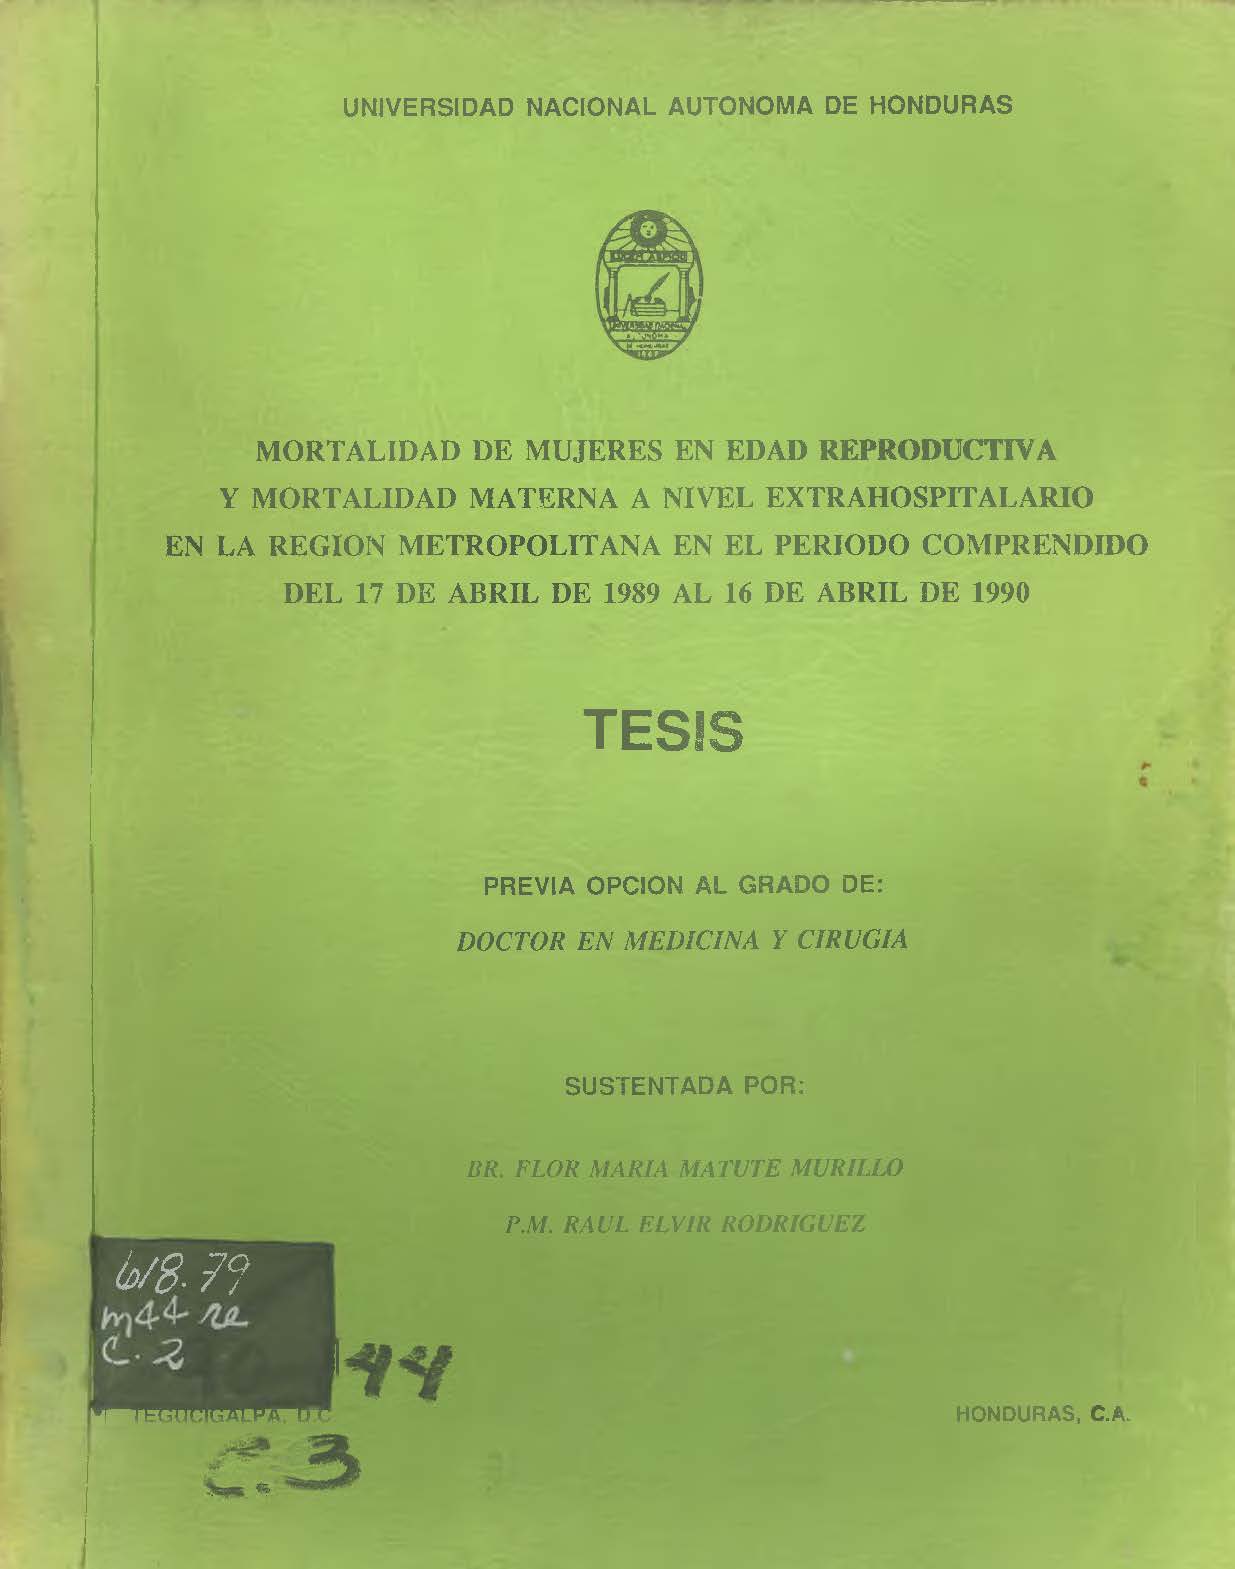 UNIVERSIDAD NACIONAL AUTONOMA DE HONDURAS
MORTALIDAD DE MUJERES EN EDAD REPRODUCTIVA
Y MORTALIDAD MATERNA A NIVEL EXTRAHOSPITALARIO
EN LA REGION METROPOLITANA EN EL PERIODO COMPRENDIDO
DEL 17 DE ABRIL DE 1989 AL 16 DE ABRIL DE 1990
TESIS
PREVIA OPCION AL GRADO DE:
DOCTOR EN MEDICINA Y CIRUGIA
SUSTENTADA POR:
BR. FLOR MARIA MATUTE MURILLO
P.M. RAUL ELVIR RODRIGUEZ
618.79
m44 re
C. 2
44
TEGUCIGALPA, D.C. HONDURAS, C.A.
C.3